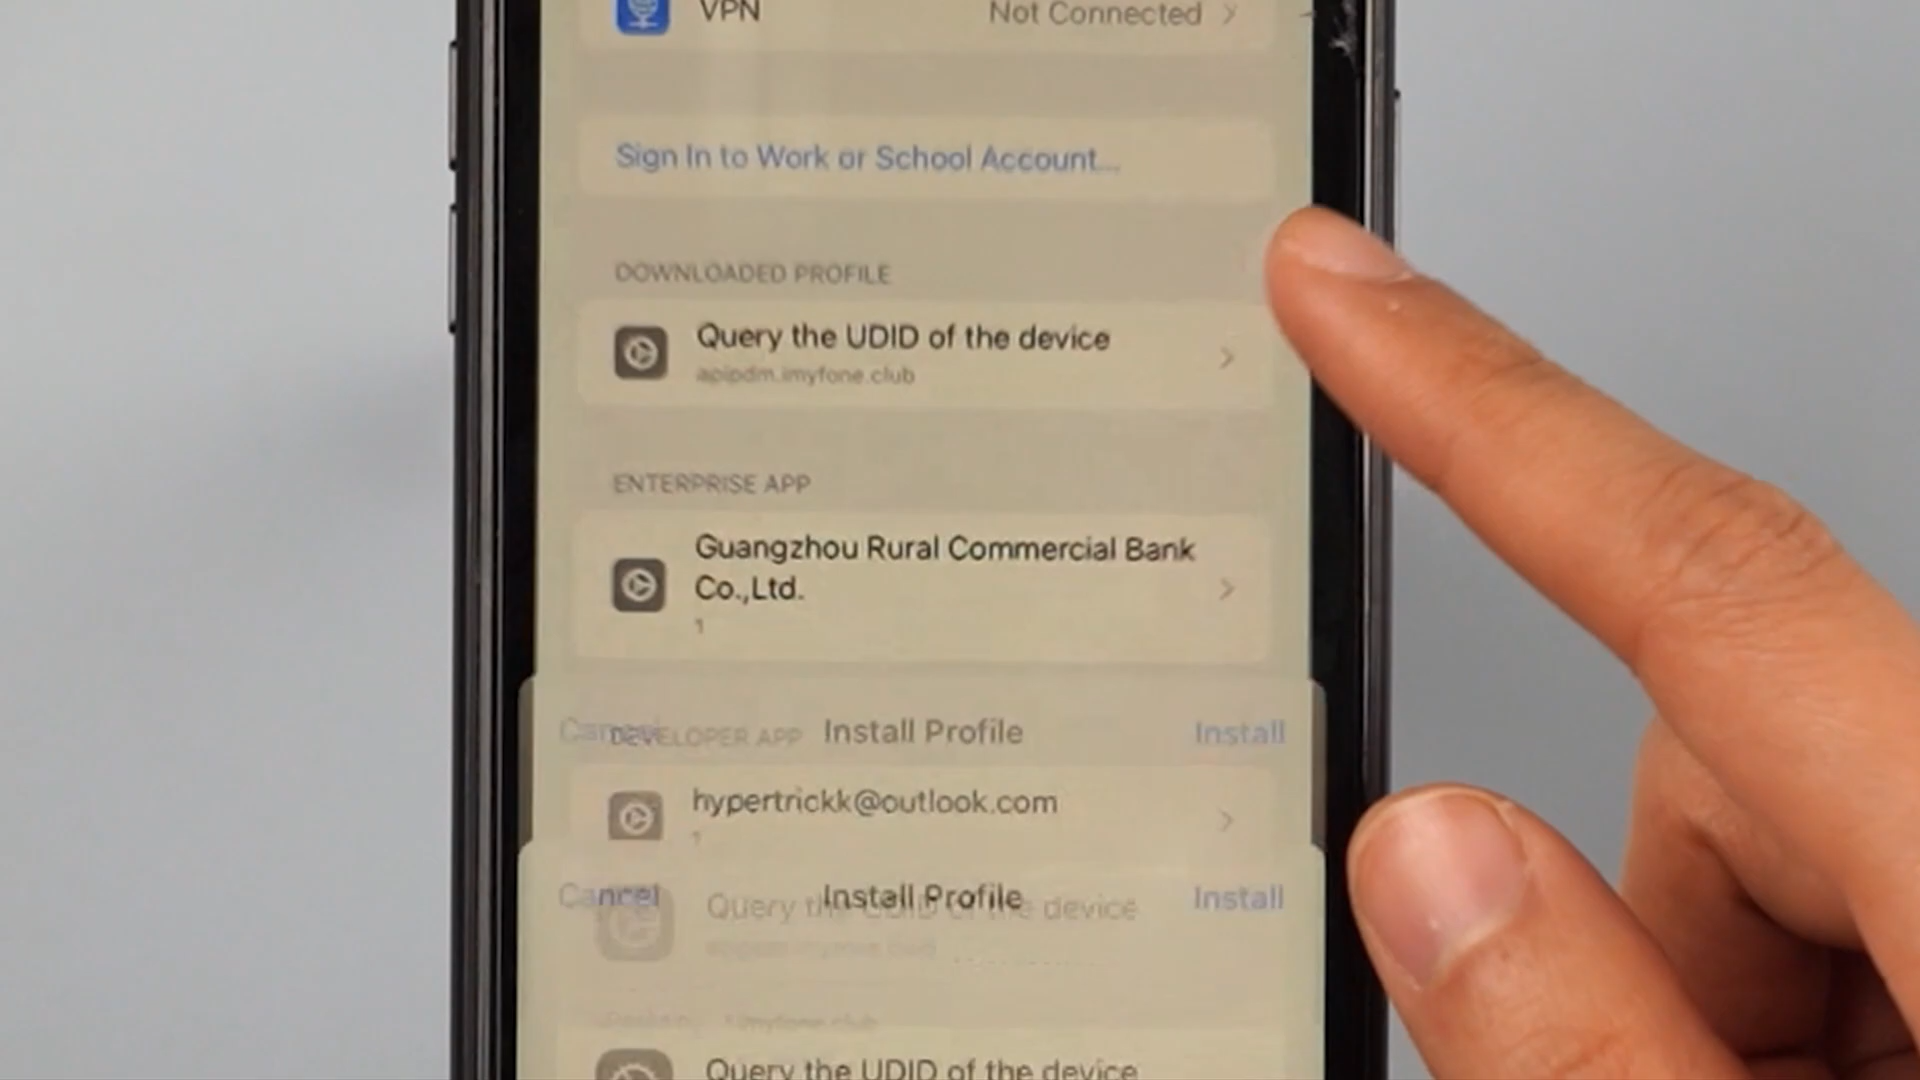 VPN
Not Connected
Sign In to Work or School Account...
DOWNLOADED PROFILE
Query the UDID of the device
apipdm.imyfone.club
ENTERPRISE APP
Guangzhou Rural Commercial Bank
Co.,Ltd.
1
Cancel
DEVELOPER APP
Install Profile
Install
hypertrickk@outlook.com
1
Cancel
Install Profile
Install
Query the UDID of the device
Query the UDID of the device